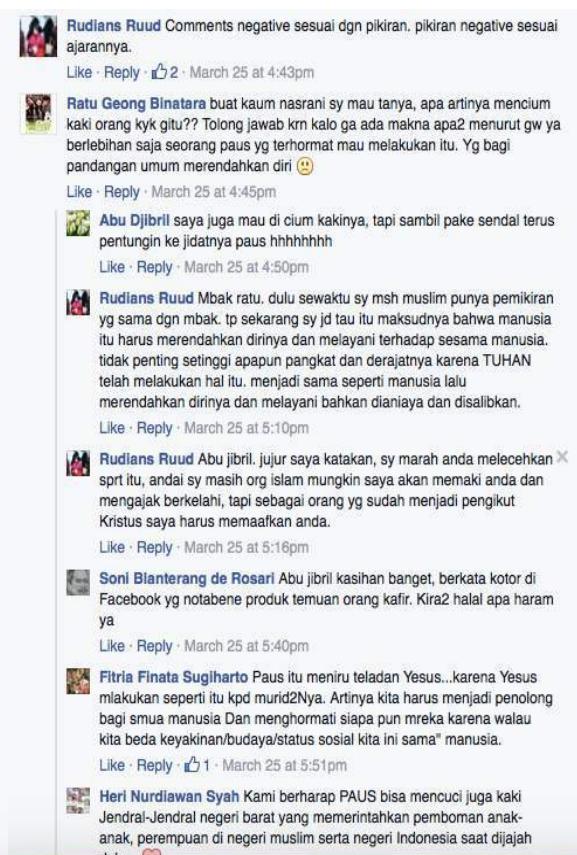 Rudians Ruud Comments negative sesuai dgn pikiran. pikiran negative sesuai
ajarannya.
Like · Reply · 2 · March 25 at 4:43pm
Ratu Geong Binatara buat kaum nasrani sy mau tanya, apa artinya mencium
kaki orang kyk gitu?? Tolong jawab krn kalo ga ada makna apa2 menurut gw ya
berlebihan saja seorang paus yg terhormat mau melakukan itu. Yg bagi
pandangan umum merendahkan diri
Like · Reply · March 25 at 4:45pm
Abu Djibril saya juga mau di cium kakinya, tapi sambil pake sendal terus
pentungin ke jidatnya paus hhhhhhhh
Like · Reply · March 25 at 4:50pm
Rudians Ruud Mbak ratu. dulu sewaktu sy msh muslim punya pemikiran
yg sama dgn mbak. tp sekarang sy jd tau itu maksudnya bahwa manusia
itu harus merendahkan dirinya dan melayani terhadap sesama manusia.
tidak penting setinggi apapun pangkat dan derajatnya karena TUHAN
telah melakukan hal itu. menjadi sama seperti manusia lalu
merendahkan dirinya dan melayani bahkan dianiaya dan disalibkan.
Like · Reply · March 25 at 5:10pm
Rudians Ruud Abu jibril. jujur saya katakan, sy marah anda melecehkan
sprt itu, andai sy masih org islam mungkin saya akan memaki anda dan
mengajak berkelahi, tapi sebagai orang yg sudah menjadi pengikut
Kristus saya harus memaafkan anda.
Like · Reply · March 25 at 5:16pm
Soni Blanterang de Rosari Abu jibril kasihan banget, berkata kotor di
Facebook yg notabene produk temuan orang kafir. Kira2 halal apa haram
ya
Like · Reply · March 25 at 5:40pm
Fitria Finata Sugiharto Paus itu meniru teladan Yesus...karena Yesus
mlakukan seperti itu kpd murid2Nya. Artinya kita harus menjadi penolong
bagi smua manusia Dan menghormati siapa pun mreka karena walau
kita beda keyakinan/budaya/status sosial kita ini sama" manusia.
Like · Reply · 1 · March 25 at 5:51pm
Heri Nurdiawan Syah Kami berharap PAUS bisa mencuci juga kaki
Jendral-Jendral negeri barat yang memerintahkan pemboman anak-
anak, perempuan di negeri muslim serta negeri Indonesia saat dijajah